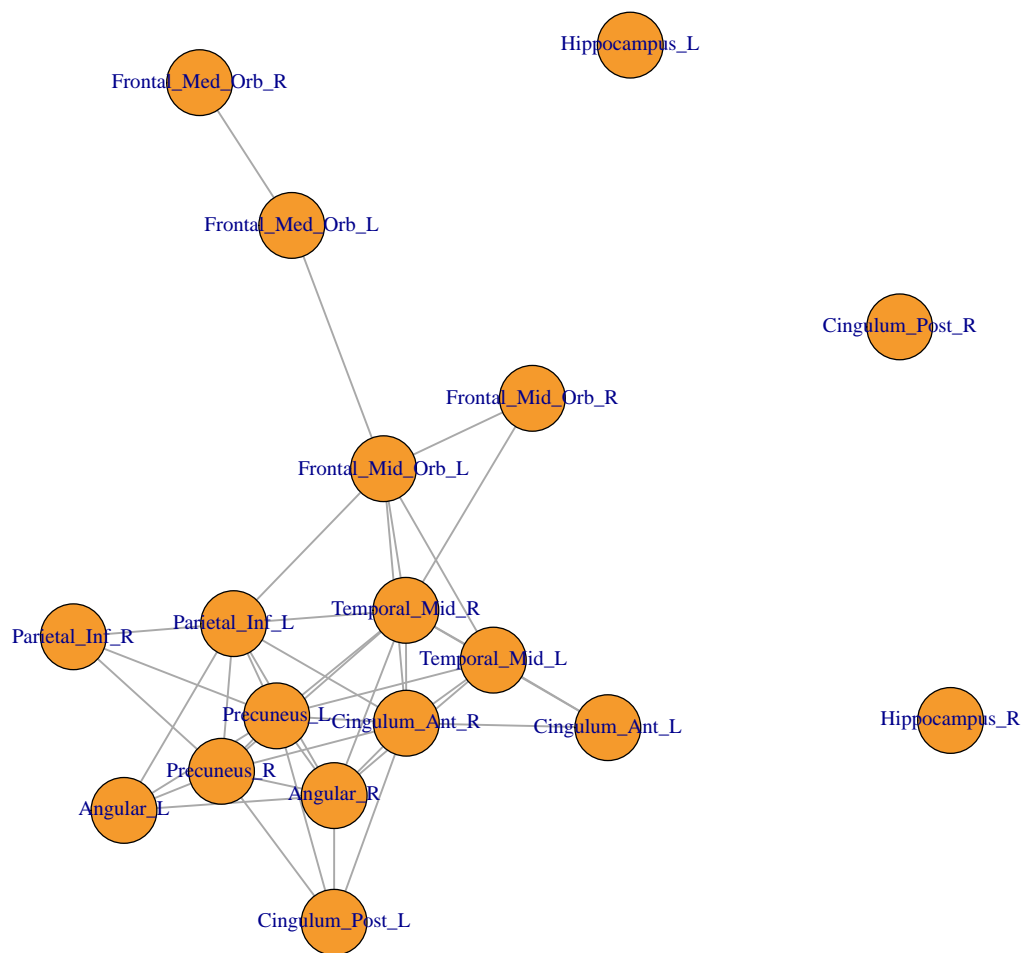 Hippocampus_L
Frontal_Med_Orb_R
Frontal_Med_Orb_L
Cingulum_Post_R
Frontal_Mid_Orb_R
Frontal_Mid_Orb_L
Temporal_Mid_R
Parietal_Inf_L
Parietal_Inf_R
Temporal_Mid_L
Precuneus_L
Cingulum_Ant_R
Cingulum_Ant_L
Hippocampus_R
Precuneus_R
Angular_R
Angular_L
Cingulum_Post_L